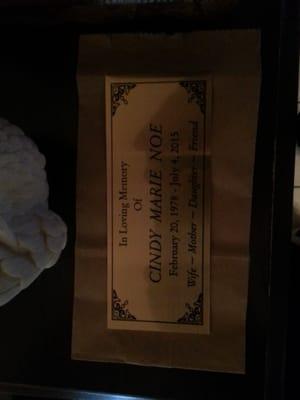 In Loving Memory
Of
CINDY MARIE NOE
February 20, 1978 - July 4, 2015
Wife – Mother – Daughter – Friend